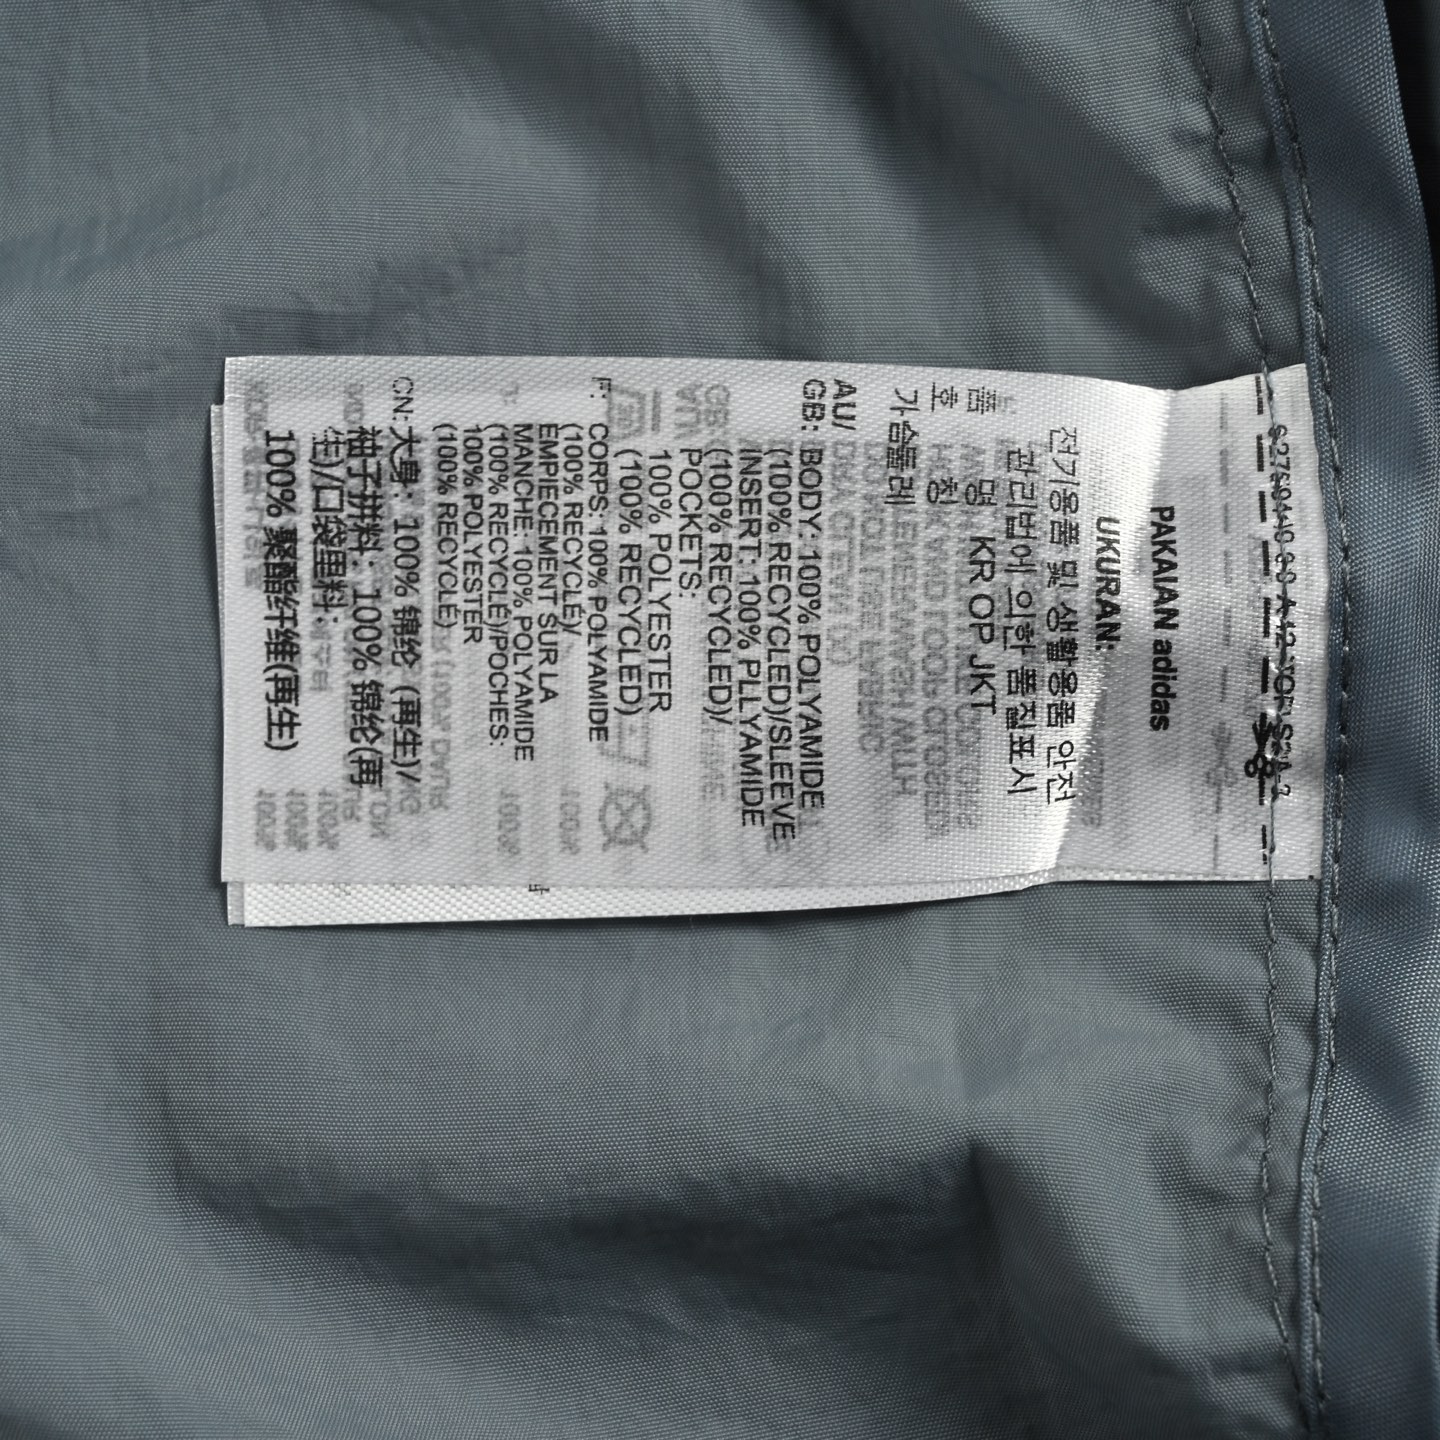 PAKAIAN adidas
UKURAN:
전기용품 및 생활용품 안전
관리법에 의한 품질표시
품 명 KR OP JKT
호 칭
가슴둘레
AU/
GB: BODY: 100% POLYAMIDE
(100% RECYCLED)/SLEEVE
INSERT: 100% PLLYAMIDE
(100% RECYCLED)/
POCKETS:
100% POLYESTER
(100% RECYCLED)
F: CORPS:100% POLYAMIDE
(100% RECYCLÉ)/
EMPIECEMENT SUR LA
MANCHE: 100% POLYAMIDE
(100% RECYCLÉ)/POCHES:
100% POLYESTER
(100% RECYCLÉ)
CN: 大身: 100% 锦纶 (再生)/
袖子拼料: 100% 锦纶(再
生)/口袋里料:
100% 聚酯纤维(再生)